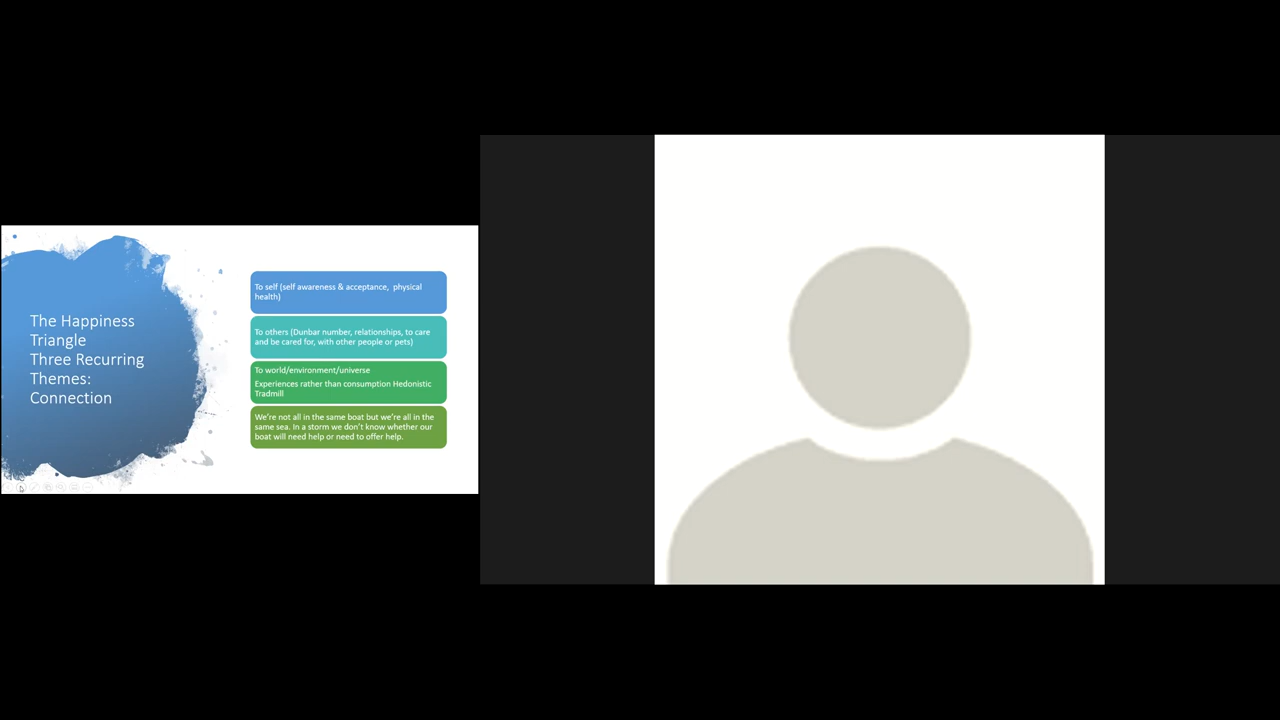 The Happiness
Triangle
Three Recurring
Themes:
Connection
To self (self awareness & acceptance,  physical
health)
To others (Dunbar number, relationships, to care
and be cared for, with other people or pets)
To world/environment/universe
Experiences rather than consumption Hedonistic
Tradmill
We're not all in the same boat but we're all in the
same sea. In a storm we don't know whether our
boat will need help or need to offer help.